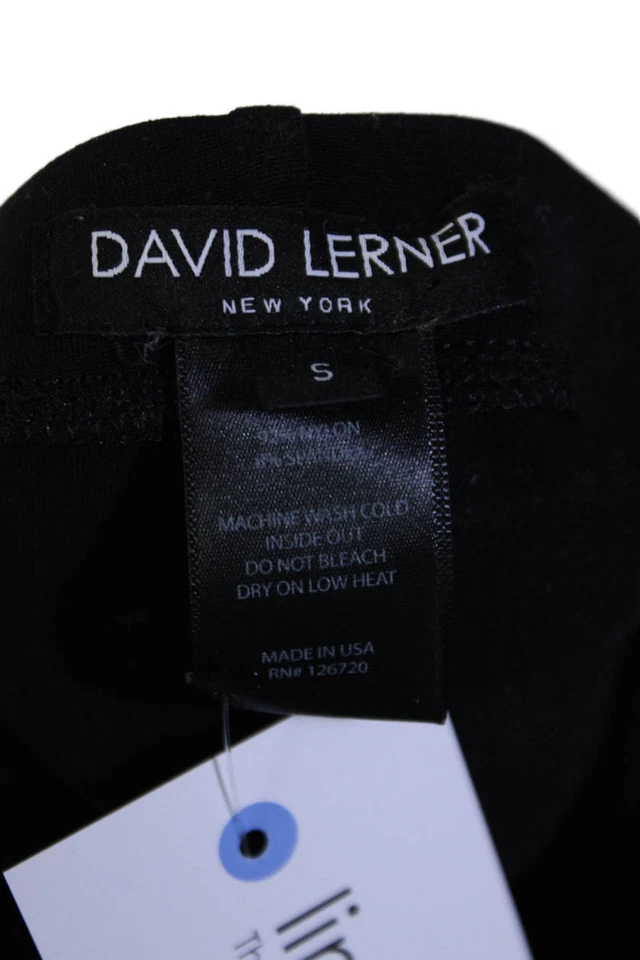 DAVID LERNER
NEW YORK
S
NYLON
MACHINE WASH COLD
INSIDE OUT
DO NOT BLEACH
DRY ON LOW HEAT
MADE IN USA
RN# 126720